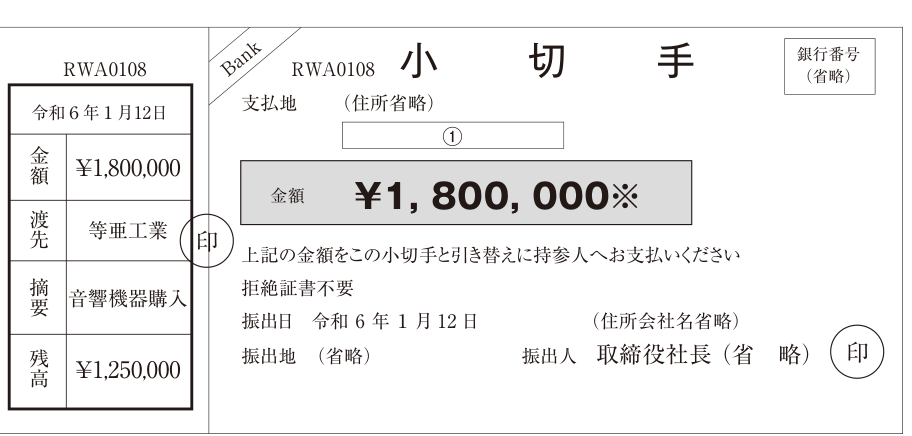 RWA0108
令和6年1月12日
金額 ¥1,800,000
渡先 等亜工業
摘要 音響機器購入
残高 ¥1,250,000
印
Bank
RWA0108 小切手
銀行番号
(省略)
支払地 (住所省略)
①
金額 ¥1,800,000※
上記の金額をこの小切手と引き替えに持参人へお支払いください
拒絶証書不要
振出日 令和6年1月12日 (住所会社名省略)
振出地 (省略) 振出人 取締役社長(省 略) 印